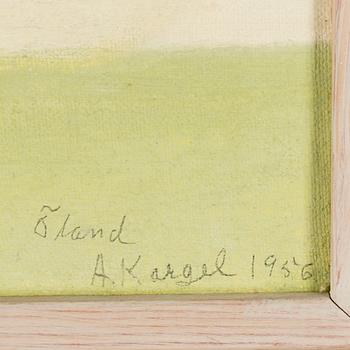 Öland
A. Kargel 1956